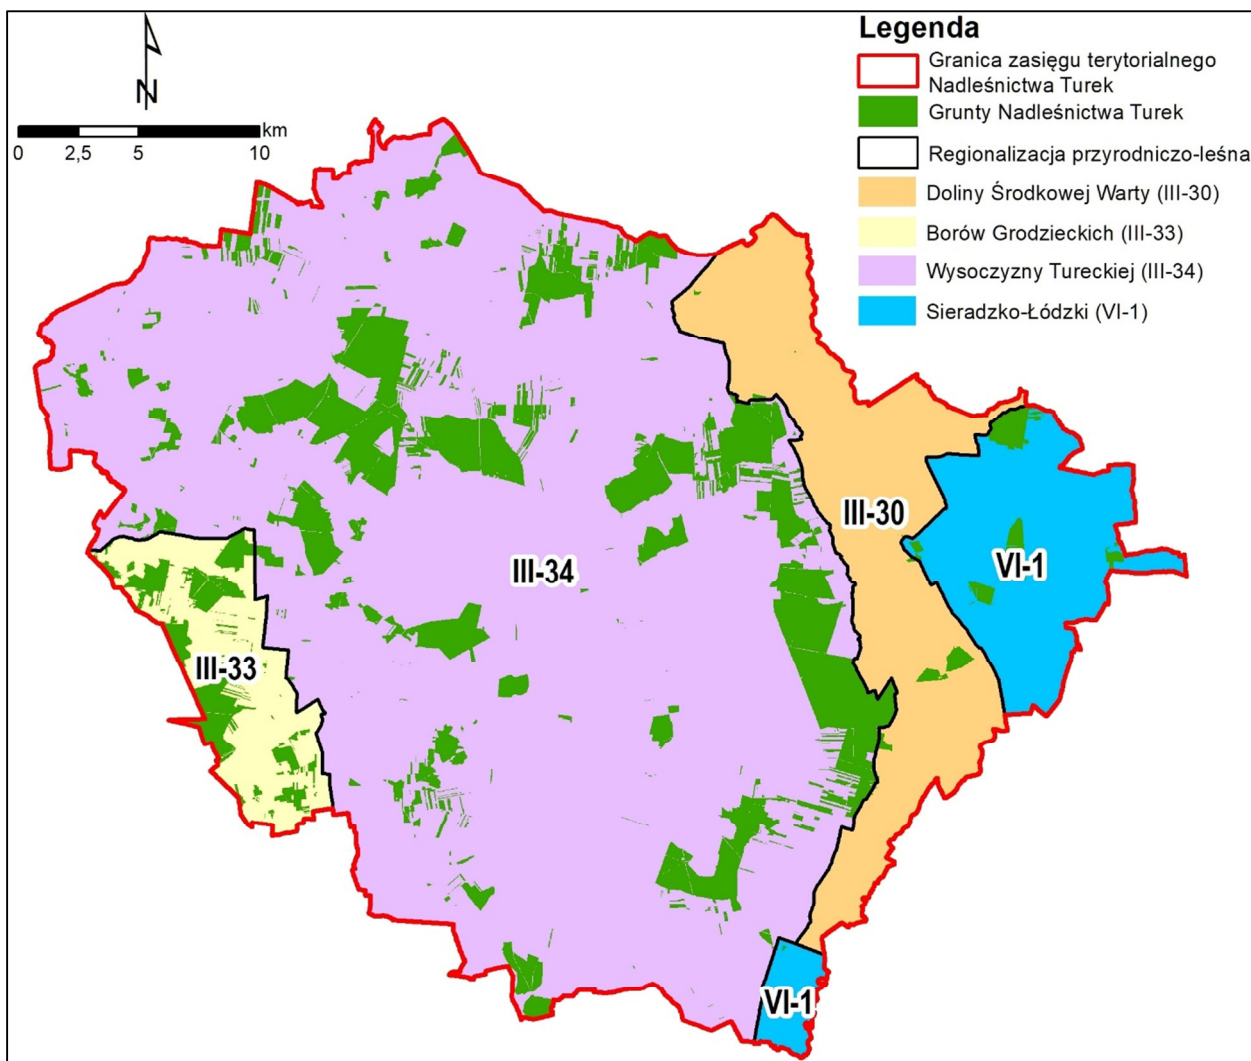 Legenda
Granica zasięgu terytorialnego
Nadleśnictwa Turek
Grunty Nadleśnictwa Turek
Regionalizacja przyrodniczo-leśna
Doliny Środkowej Warty (III-30)
Borów Grodzieckich (III-33)
Wysoczyzny Tureckiej (III-34)
Sieradzko-Łódzki (VI-1)
N
km
0 2,5 5 10
III-30
III-34
VI-1
III-33
VI-1